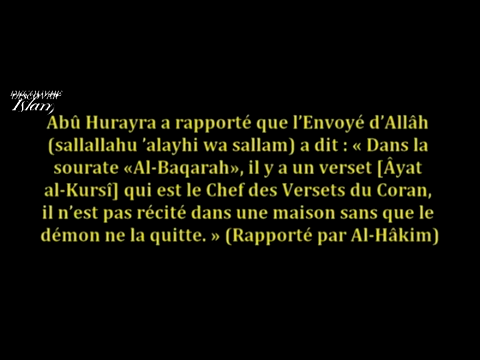 Islam,
Abû Hurayra a rapporté que l’Envoyé d’Allâh
(sallallahu ’alayhi wa sallam) a dit : « Dans la
sourate «Al-Baqarah», il y a un verset [Âyat
al-Kursî] qui est le Chef des Versets du Coran,
il n’est pas récité dans une maison sans que le
démon ne la quitte. » (Rapporté par Al-Hâkim)